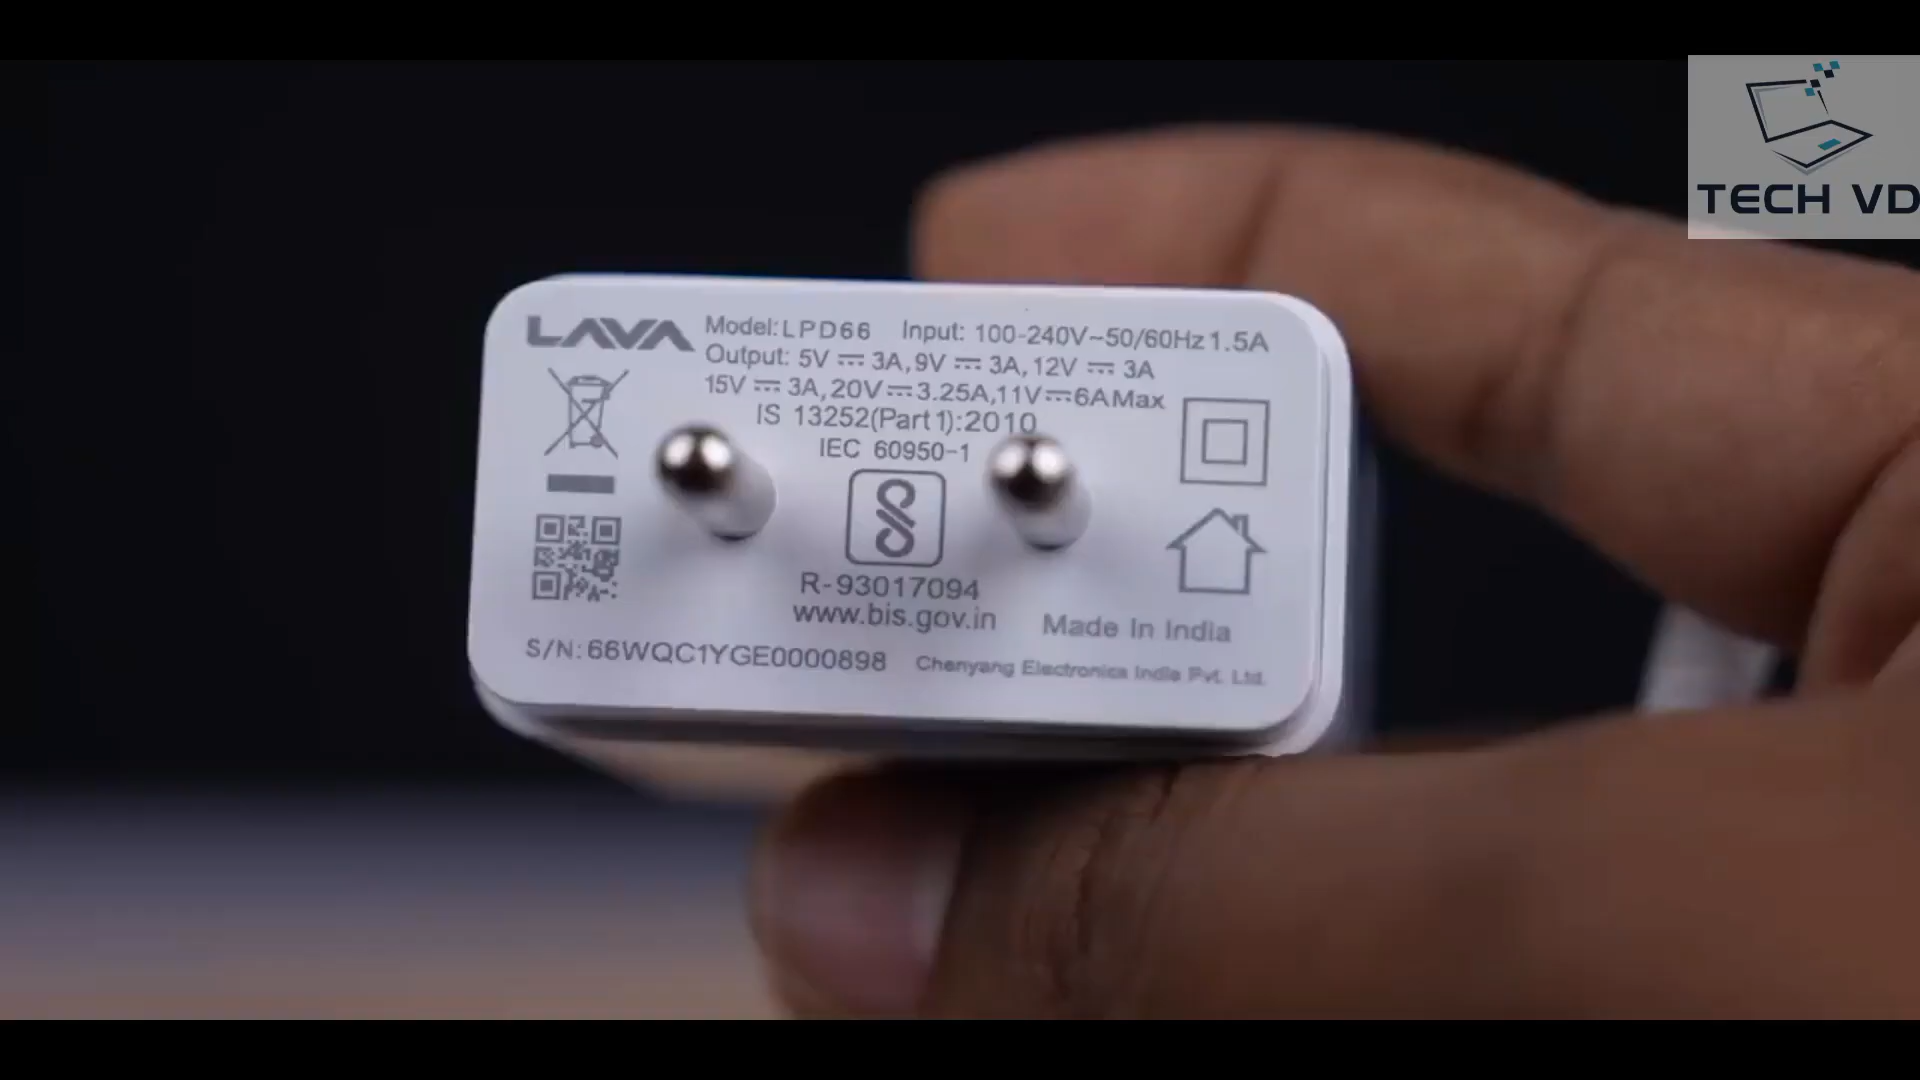 TECH VD
LAVA Model:LPD66 Input: 100-240V~50/60Hz 1.5A
Output: 5V⎓3A,9V⎓3A,12V⎓3A
15V⎓3A,20V⎓3.25A,11V⎓6AMax
IS 13252(Part 1):2010
IEC 60950-1
R-93017094
www.bis.gov.in
Made In India
S/N:66WQC1YGE0000898 Chenyang Electronics India Pvt. Ltd.